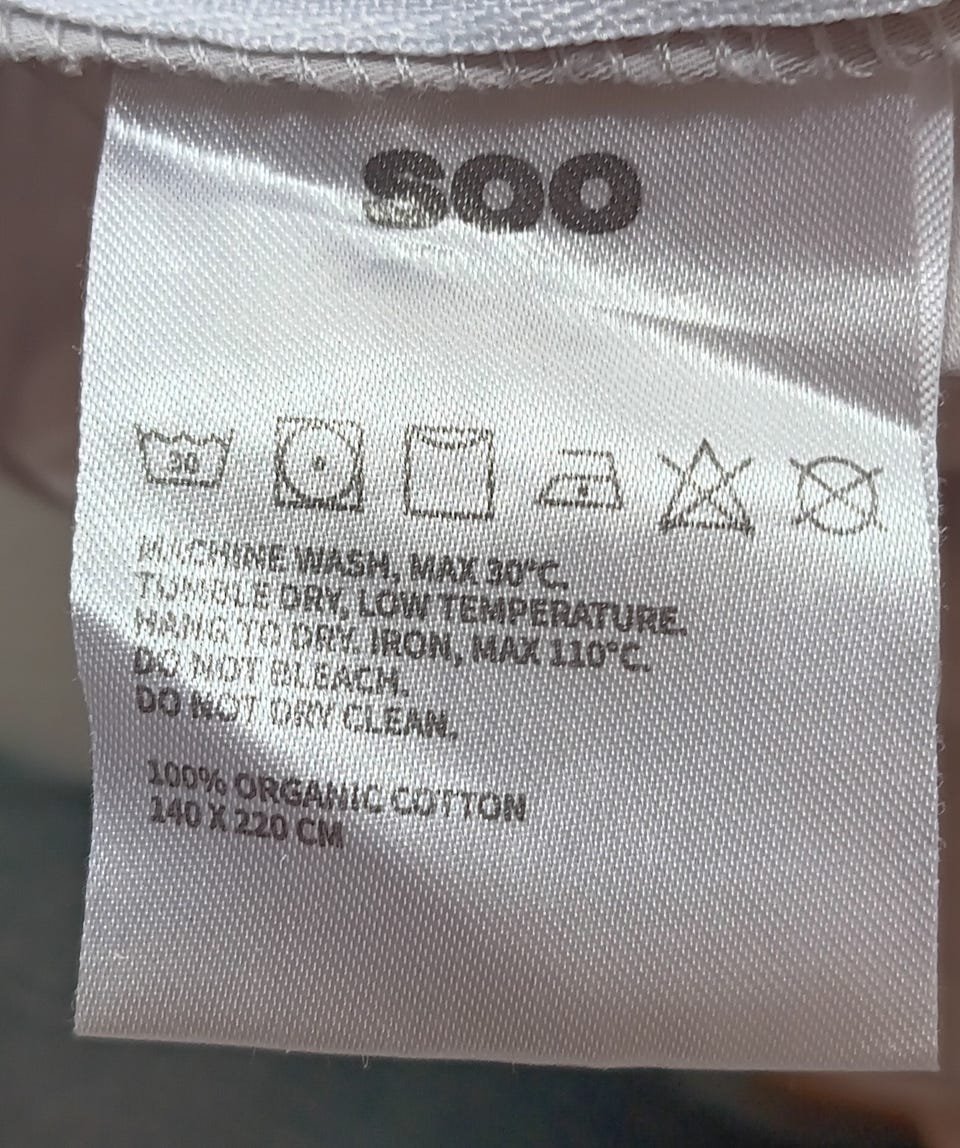 SOO
30
MACHINE WASH, MAX 30°C.
TUMBLE DRY, LOW TEMPERATURE.
HANG TO DRY. IRON, MAX 110°C.
DO NOT BLEACH.
DO NOT DRY CLEAN.
100% ORGANIC COTTON
140 X 220 CM